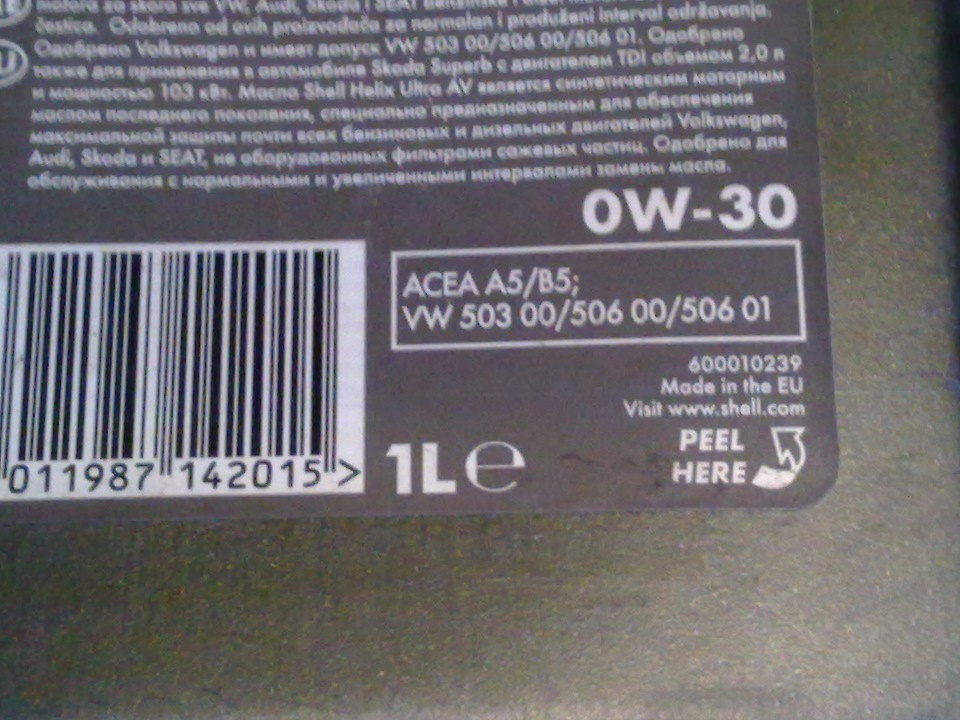 motora za skoro sve VW, Audi, Škoda i SEAT benzinske
čestica. Odobreno od ovih proizvođača za normalan i produženi interval održavanja.
Одобрено Volkswagen и имеет допуск VW 503 00/506 00/506 01. Одобрено
также для применения в автомобиле Skoda Superb с двигателем TDI объемом 2,0 л
и мощностью 103 кВт. Масло Shell Helix Ultra AV является синтетическим моторным
маслом последнего поколения, специально предназначенным для обеспечения
максимальной защиты почти всех бензиновых и дизельных двигателей Volkswagen,
Audi, Skoda и SEAT, не оборудованных фильтрами сажевых частиц. Одобрено для
обслуживания с нормальными и увеличенными интервалами замены масла.
0W-30
ACEA A5/B5;
VW 503 00/506 00/506 01
600010239
Made in the EU
Visit www.shell.com
PEEL
HERE
1L e
011987 142015 >